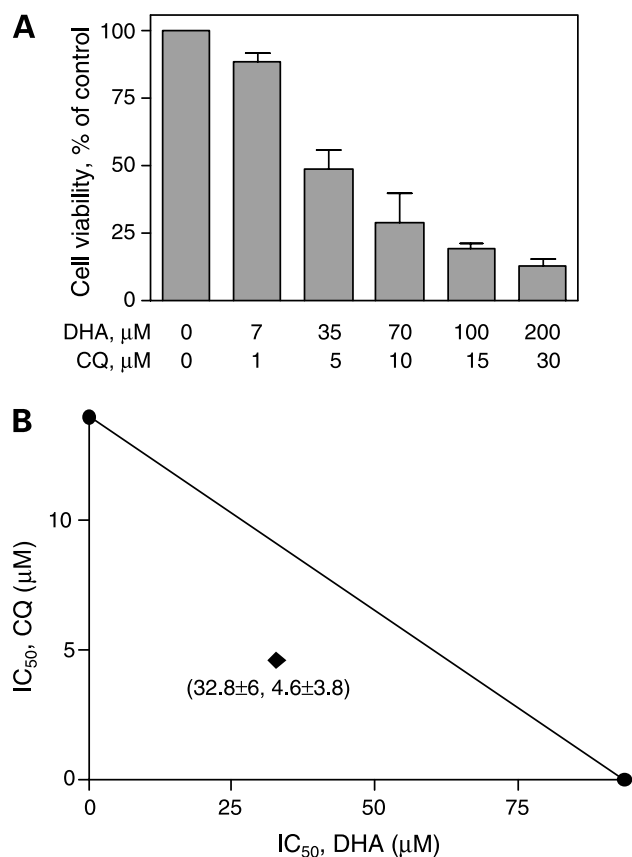 A
Cell viability, % of control
100
75
50
25
0
DHA, μM 0 7 35 70 100 200
CQ, μM 0 1 5 10 15 30
B
IC50, CQ (μM)
10
5
0
(32.8±6, 4.6±3.8)
0 25 50 75
IC50, DHA (μM)